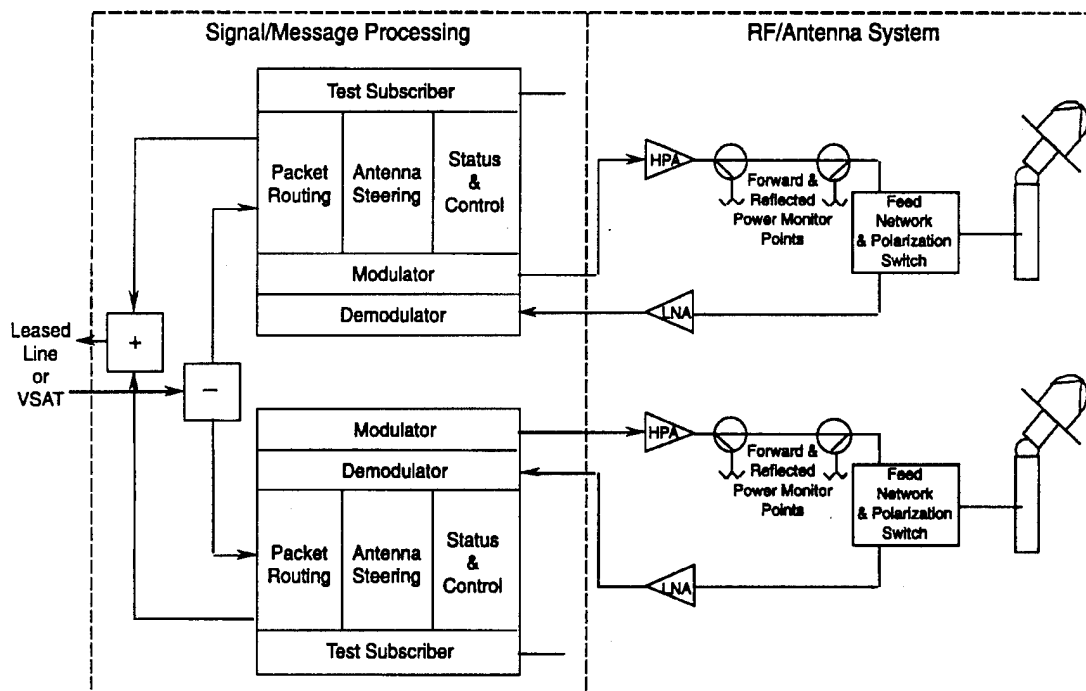 Signal/Message Processing
RF/Antenna System
Test Subscriber
Packet
Routing
Antenna
Steering
Status
&
Control
Modulator
Demodulator
HPA
Forward &
Reflected
Power Monitor
Points
Feed
Network
& Polarization
Switch
LNA
Leased
Line
or
VSAT
+
−
Modulator
Demodulator
Packet
Routing
Antenna
Steering
Status
&
Control
Test Subscriber
HPA
Forward &
Reflected
Power Monitor
Points
Feed
Network
& Polarization
Switch
LNA